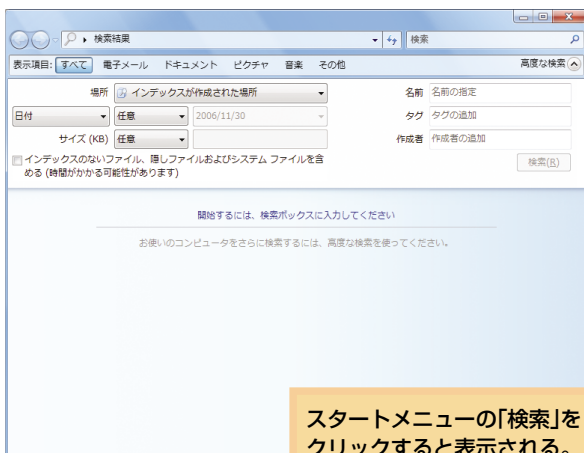 検索結果
検索
表示項目: すべて 電子メール ドキュメント ピクチャ 音楽 その他 高度な検索
場所 インデックスが作成された場所 名前 名前の指定
日付 任意 2006/11/30 タグ タグの追加
サイズ (KB) 任意 作成者 作成者の追加
インデックスのないファイル、隠しファイルおよびシステム ファイルを含
める (時間がかかる可能性があります) 検索(R)
開始するには、検索ボックスに入力してください
お使いのコンピュータをさらに検索するには、高度な検索を使ってください。
スタートメニューの「検索」を
クリックすると表示される。